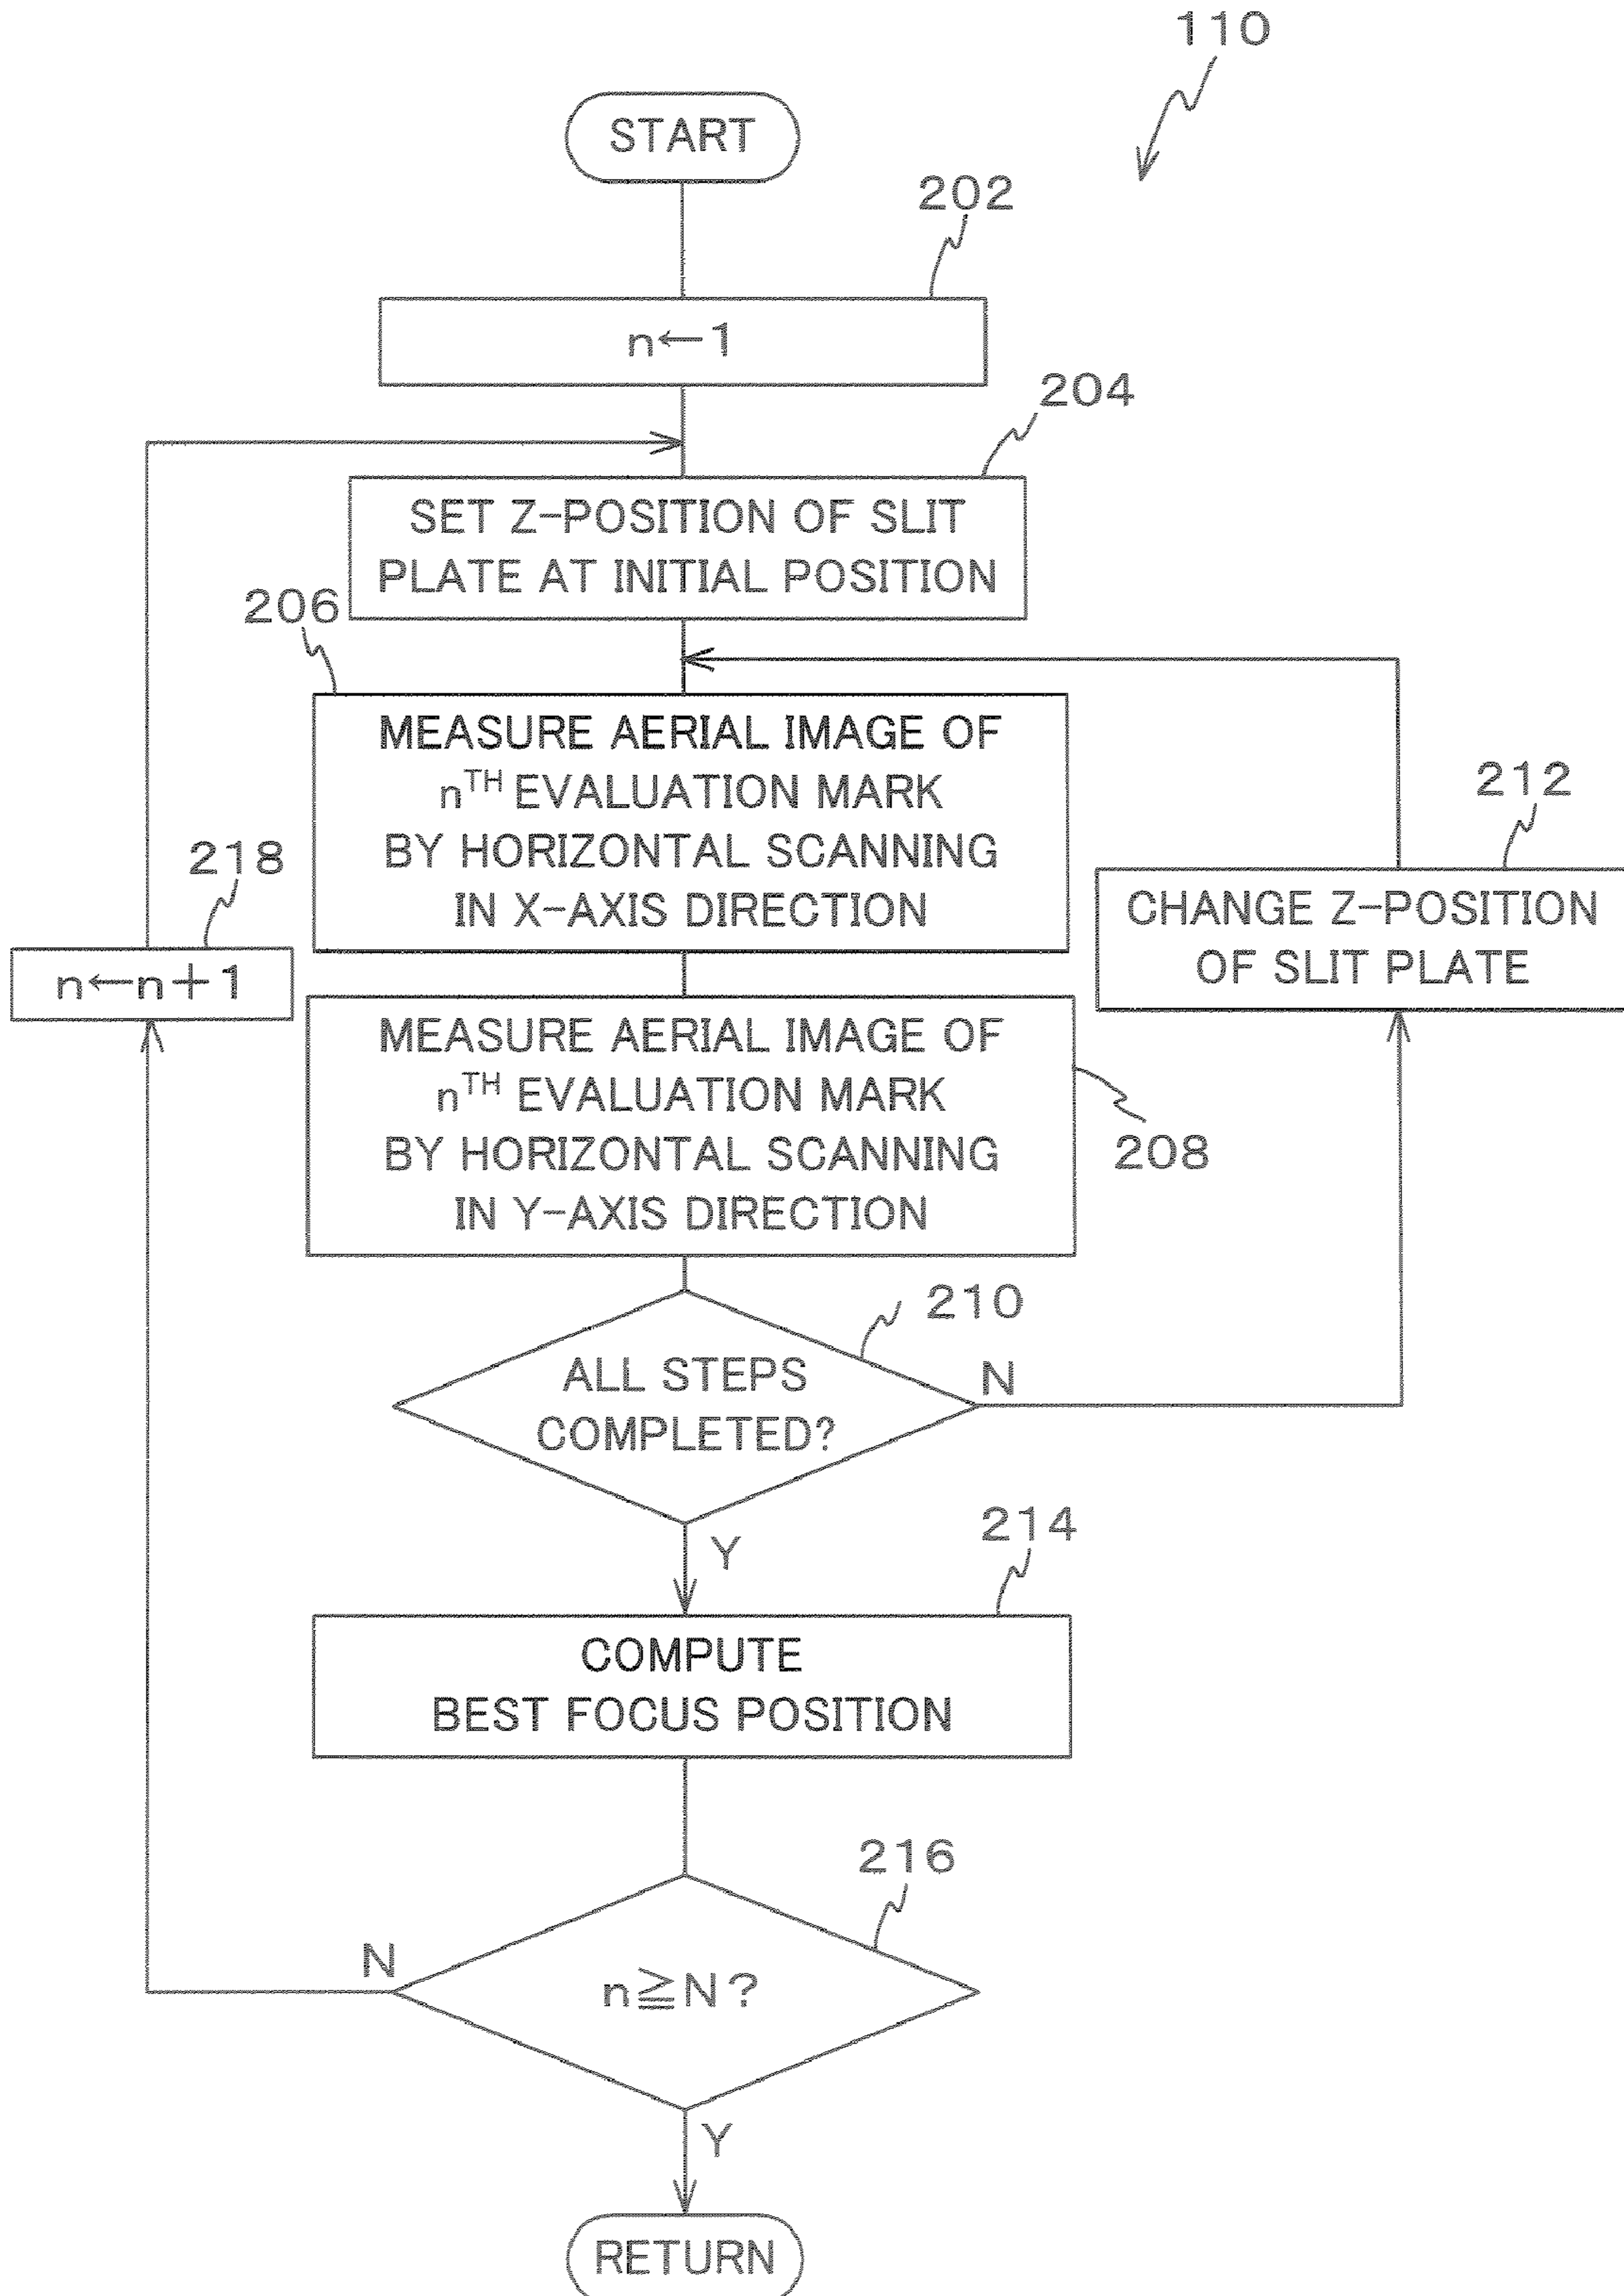 110
START
202
n←1
204
SET Z-POSITION OF SLIT
PLATE AT INITIAL POSITION
206
MEASURE AERIAL IMAGE OF
nTH EVALUATION MARK
BY HORIZONTAL SCANNING
IN X-AXIS DIRECTION
212
CHANGE Z-POSITION
OF SLIT PLATE
218
n←n+1
MEASURE AERIAL IMAGE OF
nTH EVALUATION MARK
BY HORIZONTAL SCANNING
IN Y-AXIS DIRECTION
208
210
ALL STEPS
COMPLETED?
N
Y
214
COMPUTE
BEST FOCUS POSITION
216
N
n≧N?
Y
RETURN